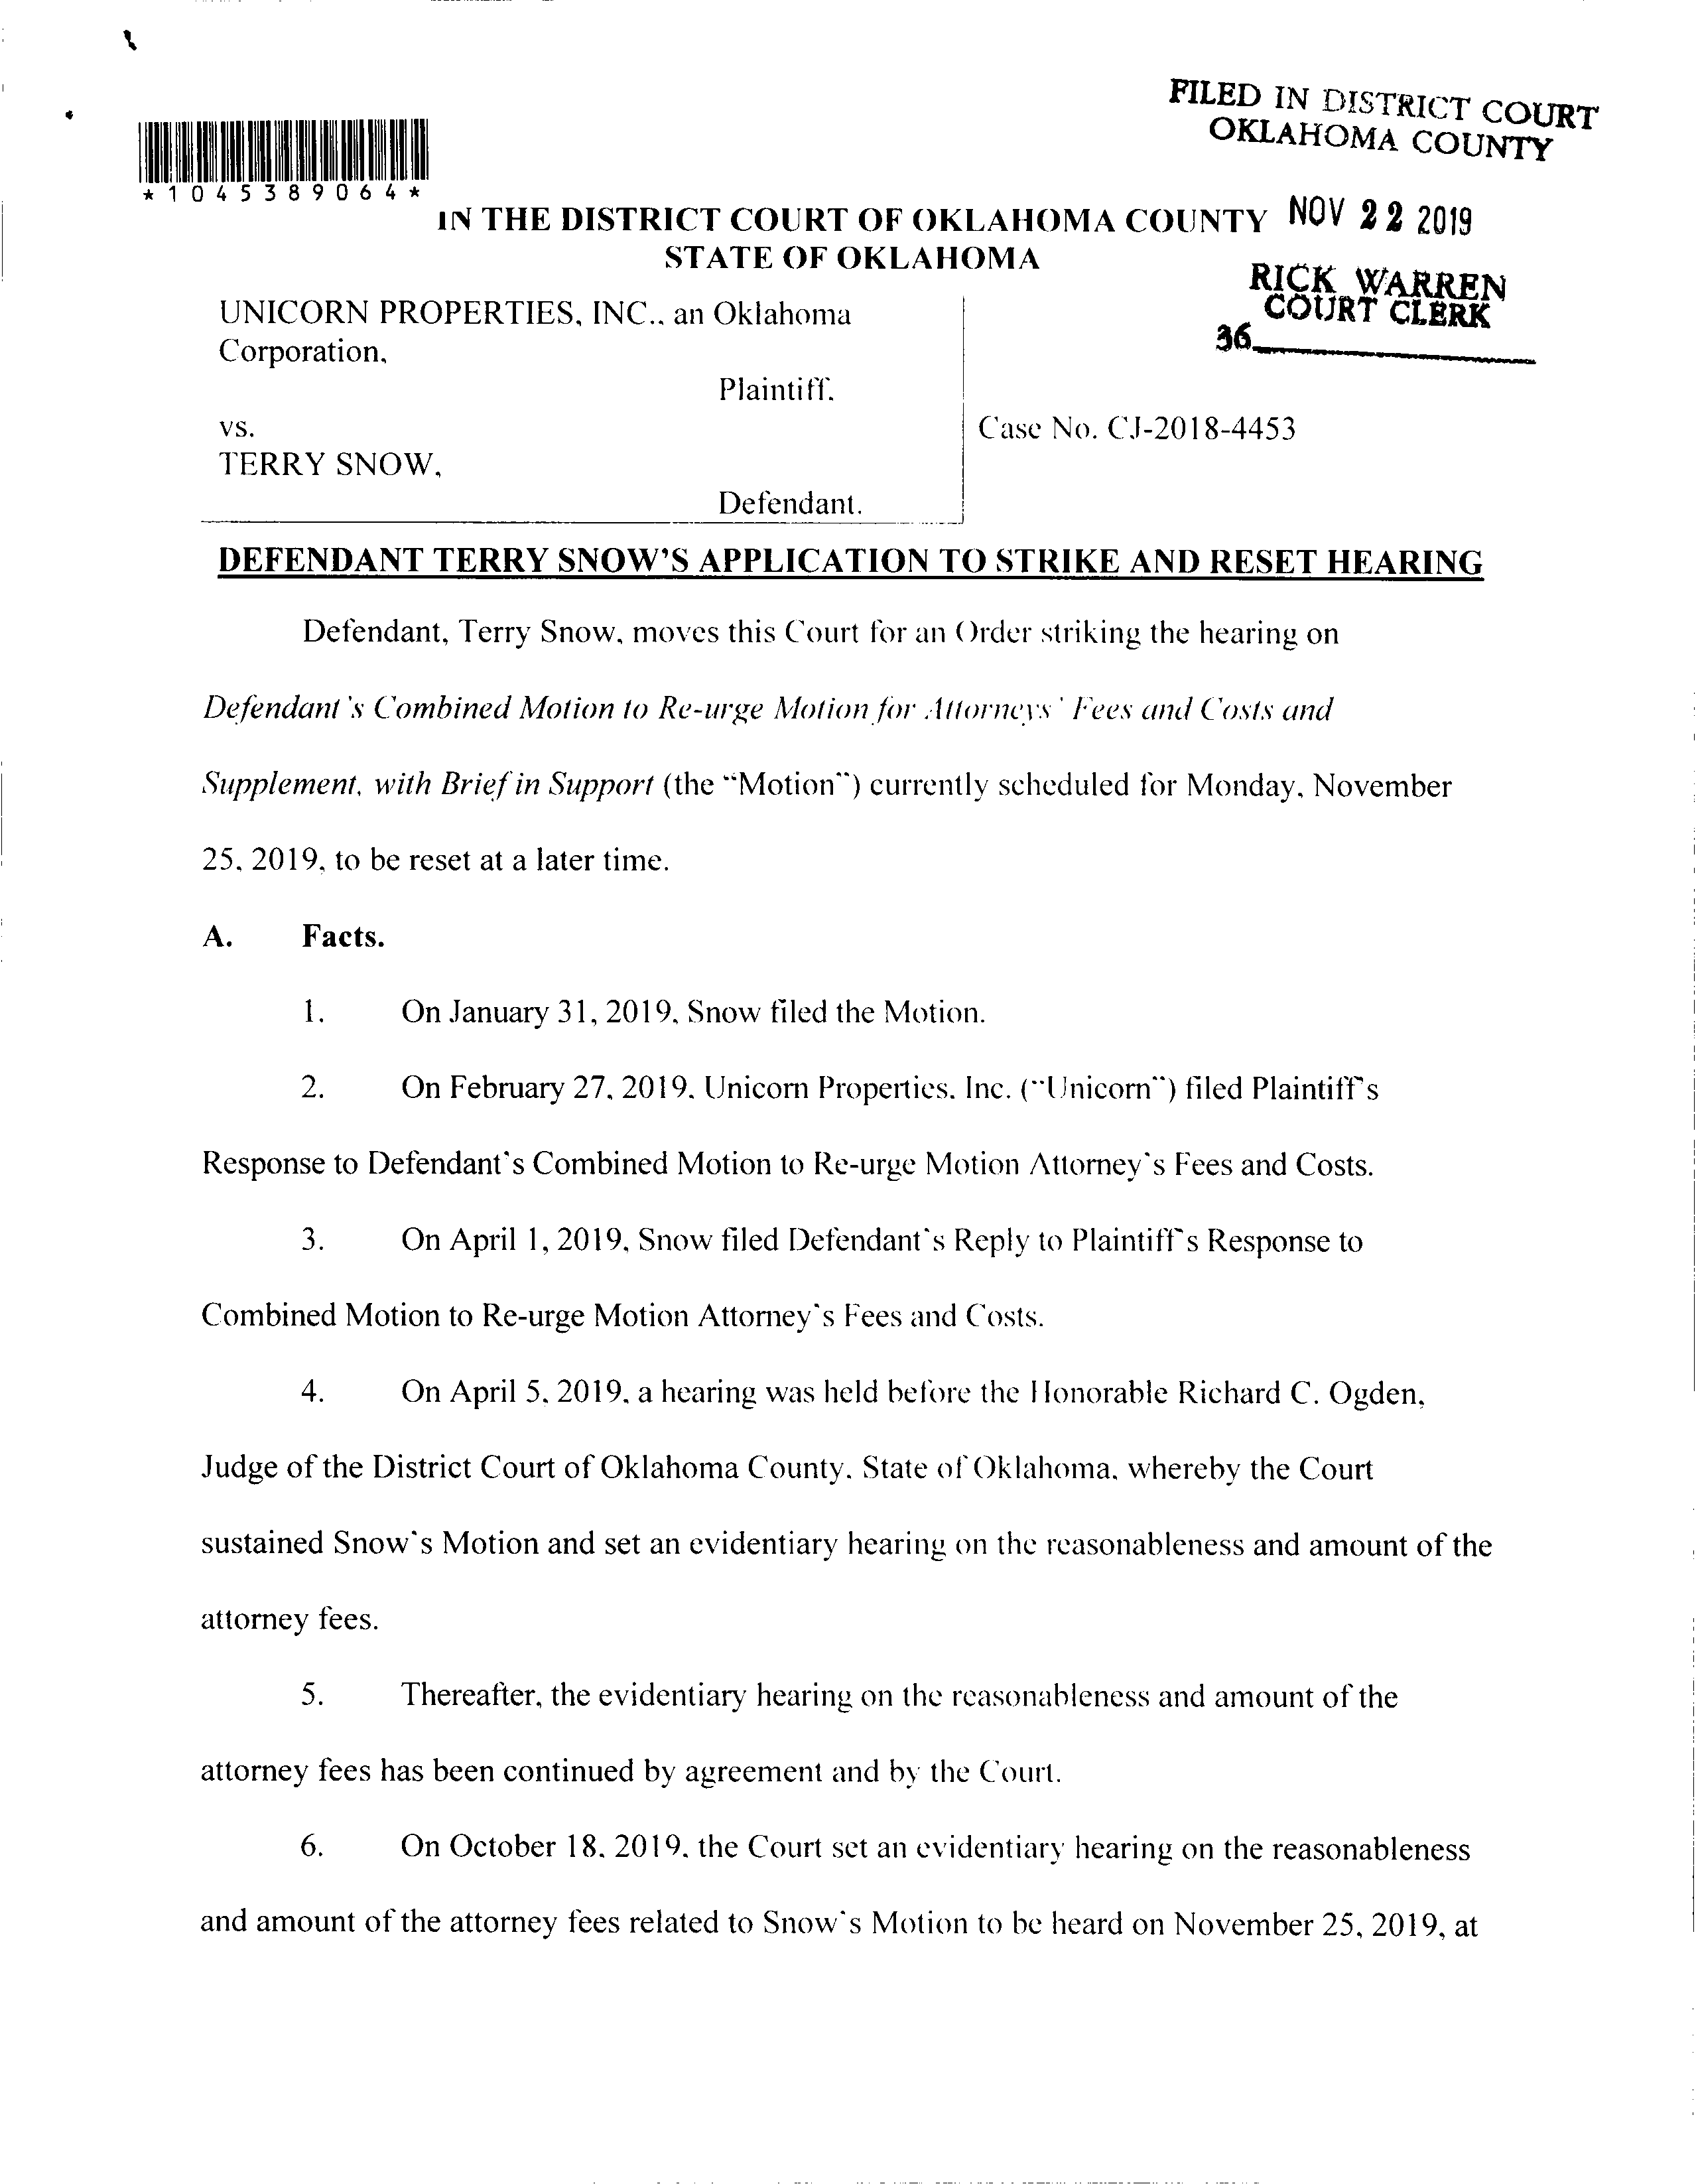 FILED IN DISTRICT COURT
OKLAHOMA COUNTY
*1045389064*
IN THE DISTRICT COURT OF OKLAHOMA COUNTY NOV 22 2019
STATE OF OKLAHOMA
RICK WARREN
COURT CLERK
36
UNICORN PROPERTIES, INC., an Oklahoma
Corporation,
Plaintiff,
vs.
Case No. CJ-2018-4453
TERRY SNOW,
Defendant.
DEFENDANT TERRY SNOW'S APPLICATION TO STRIKE AND RESET HEARING
Defendant, Terry Snow, moves this Court for an Order striking the hearing on
Defendant's Combined Motion to Re-urge Motion for Attorneys' Fees and Costs and
Supplement, with Brief in Support (the "Motion") currently scheduled for Monday, November
25, 2019, to be reset at a later time.
A. Facts.
1. On January 31, 2019, Snow filed the Motion.
2. On February 27, 2019, Unicorn Properties, Inc. ("Unicorn") filed Plaintiff's
Response to Defendant's Combined Motion to Re-urge Motion Attorney's Fees and Costs.
3. On April 1, 2019, Snow filed Defendant's Reply to Plaintiff's Response to
Combined Motion to Re-urge Motion Attorney's Fees and Costs.
4. On April 5, 2019, a hearing was held before the Honorable Richard C. Ogden,
Judge of the District Court of Oklahoma County, State of Oklahoma, whereby the Court
sustained Snow's Motion and set an evidentiary hearing on the reasonableness and amount of the
attorney fees.
5. Thereafter, the evidentiary hearing on the reasonableness and amount of the
attorney fees has been continued by agreement and by the Court.
6. On October 18, 2019, the Court set an evidentiary hearing on the reasonableness
and amount of the attorney fees related to Snow's Motion to be heard on November 25, 2019, at